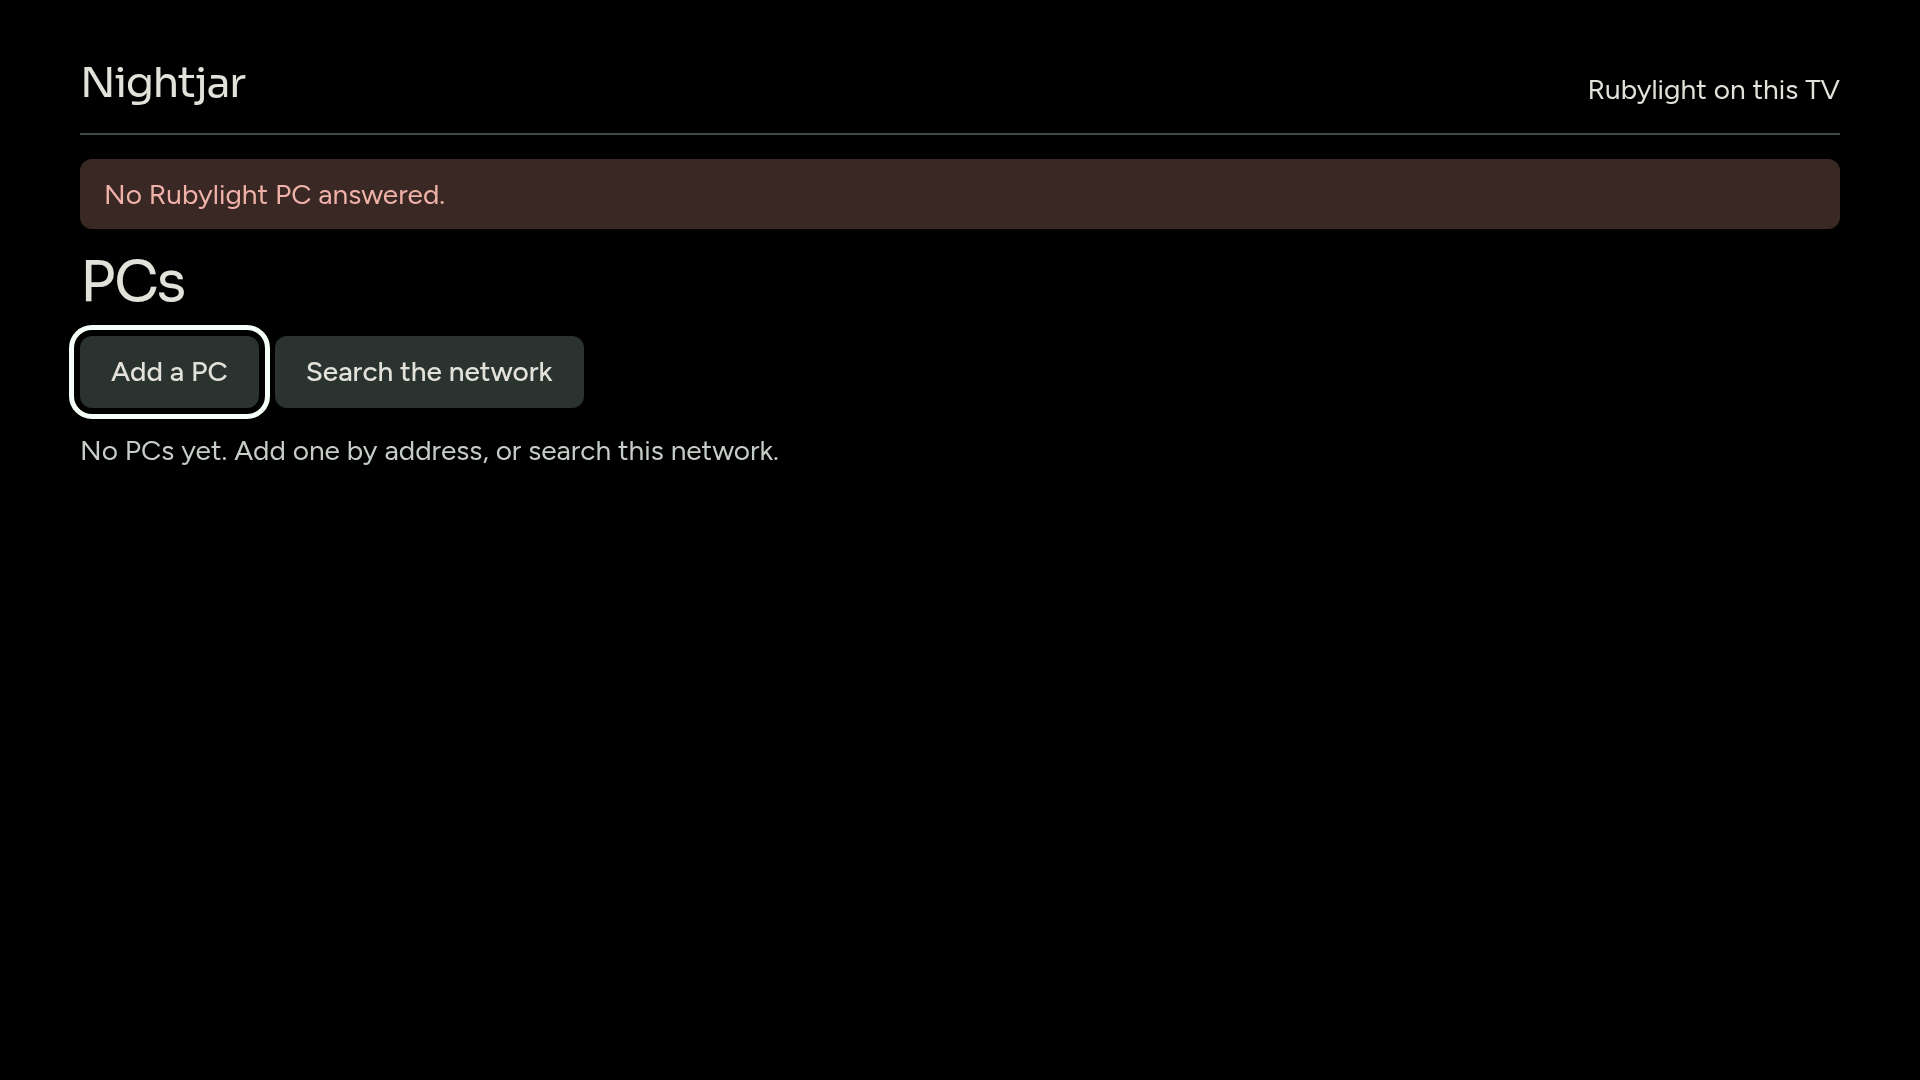 Nightjar
Rubylight on this TV
No Rubylight PC answered.
PCs
Add a PC
Search the network
No PCs yet. Add one by address, or search this network.